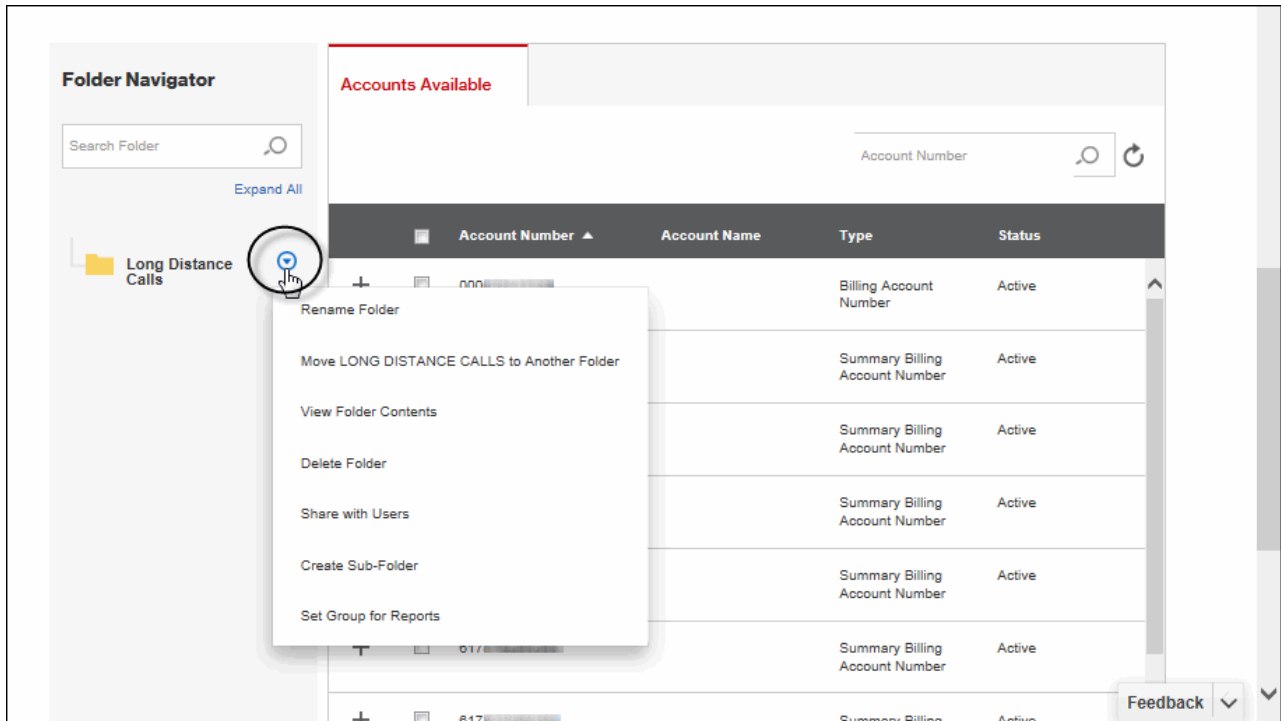 Folder Navigator
Accounts Available
Search Folder
Account Number
Expand All
Account Number Account Name Type Status
Long Distance
Calls
000
Billing Account
Number
Active
Rename Folder
Move LONG DISTANCE CALLS to Another Folder
View Folder Contents
Delete Folder
Share with Users
Create Sub-Folder
Set Group for Reports
Summary Billing
Account Number
Active
Summary Billing
Account Number
Active
Summary Billing
Account Number
Active
Summary Billing
Account Number
Active
617
Summary Billing
Account Number
Active
617
Summary Billing
Active
Feedback